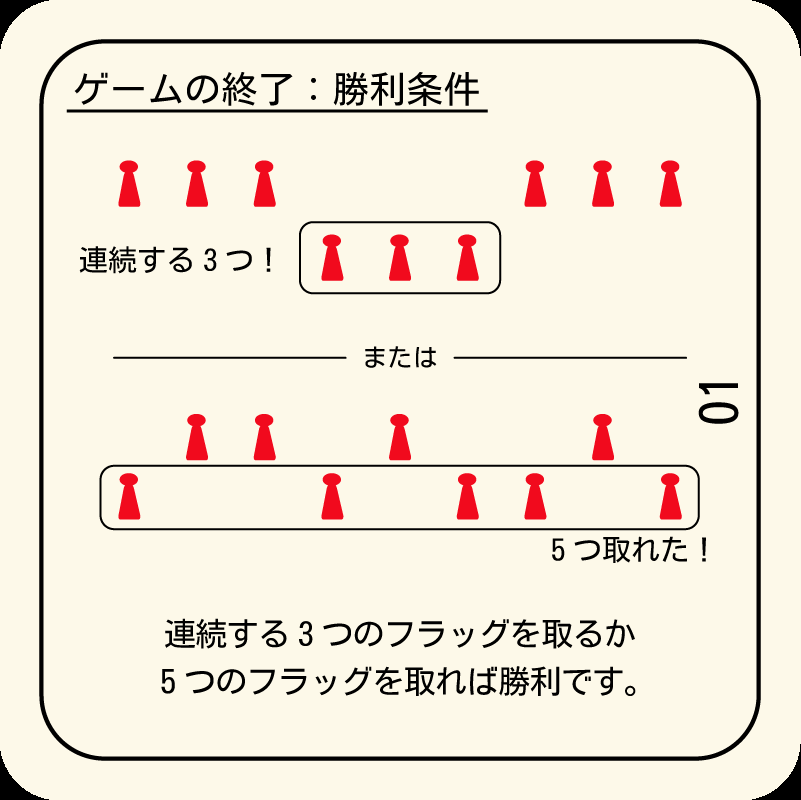 ゲームの終了：勝利条件
連続する3つ！
または
01
5つ取れた！
連続する3つのフラッグを取るか
5つのフラッグを取れば勝利です。